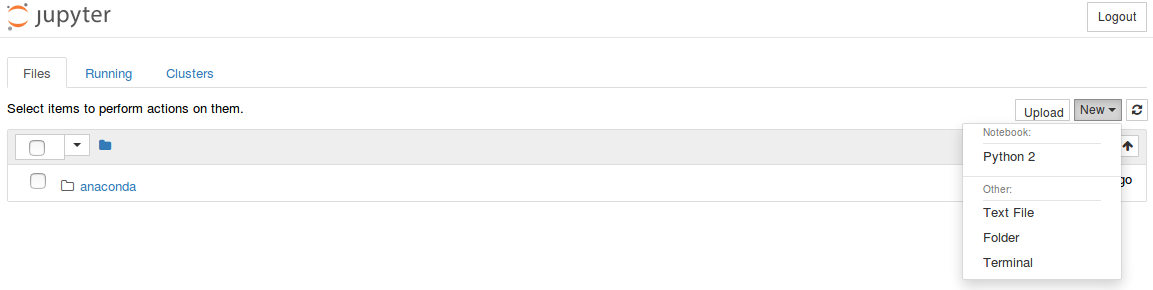 jupyter
Logout
Files Running Clusters
Select items to perform actions on them.
Upload New
Notebook:
Python 2
anaconda go
Other:
Text File
Folder
Terminal